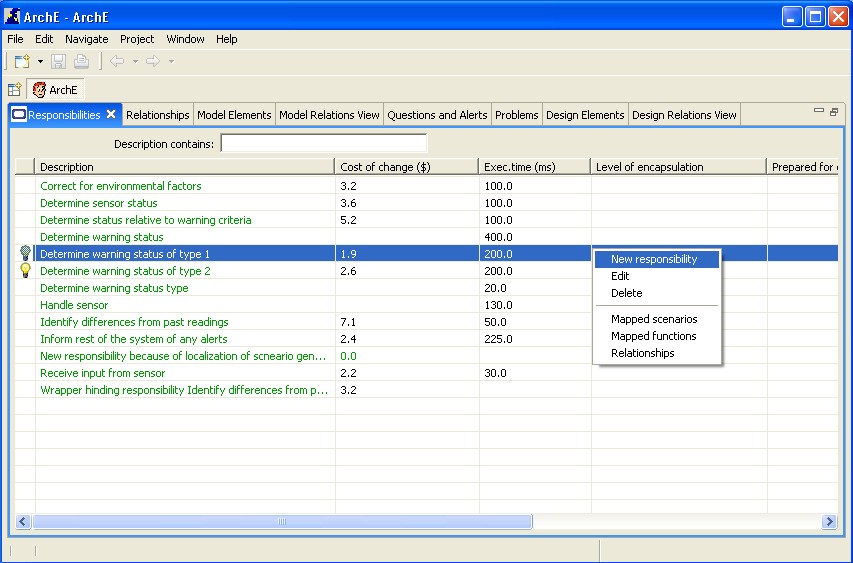 ArchE - ArchE
File Edit Navigate Project Window Help
ArchE
Responsibilities Relationships Model Elements Model Relations View Questions and Alerts Problems Design Elements Design Relations View
Description contains:
Description Cost of change ($) Exec.time (ms) Level of encapsulation Prepared for
Correct for environmental factors 3.2 100.0
Determine sensor status 3.6 100.0
Determine status relative to warning criteria 5.2 100.0
Determine warning status 400.0
Determine warning status of type 1 1.9 200.0
Determine warning status of type 2 2.6 200.0
Determine warning status type 20.0
Handle sensor 130.0
Identify differences from past readings 7.1 50.0
Inform rest of the system of any alerts 2.4 225.0
New responsibility because of localization of scneario gen... 0.0
Receive input from sensor 2.2 30.0
Wrapper hinding responsibility Identify differences from p... 3.2
New responsibility
Edit
Delete
Mapped scenarios
Mapped functions
Relationships